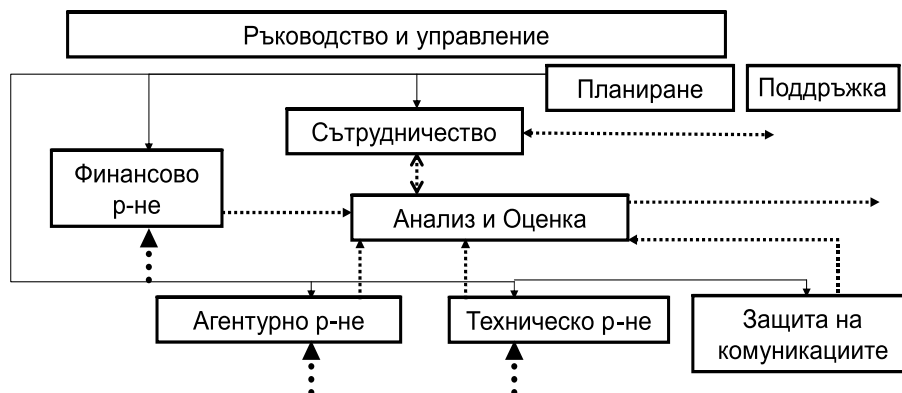 Ръководство и управление
Планиране
Поддръжка
Сътрудничество
Финансово
р-не
Анализ и Оценка
Агентурно р-не
Техническо р-не
Защита на
комуникациите